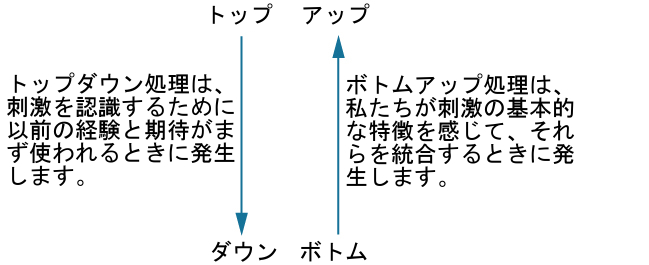 トップ アップ
トップダウン処理は、
刺激を認識するために
以前の経験と期待がま
ず使われるときに発生
します。
ボトムアップ処理は、
私たちが刺激の基本的
な特徴を感じて、それ
らを統合するときに発
生します。
ダウン ボトム